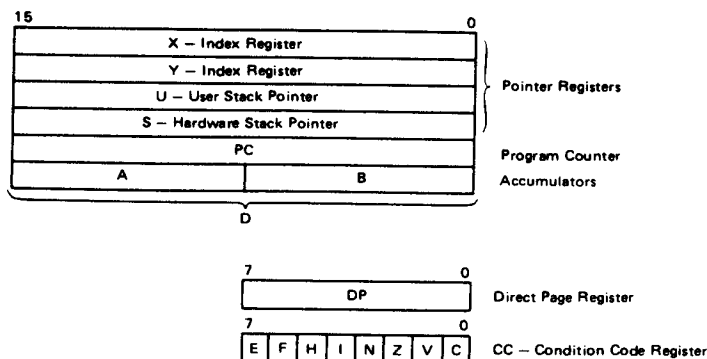 15 0
X – Index Register
Y – Index Register
U – User Stack Pointer
S – Hardware Stack Pointer
Pointer Registers
PC
Program Counter
A B
Accumulators
D
7 0
DP
Direct Page Register
7 0
E F H I N Z V C
CC – Condition Code Register